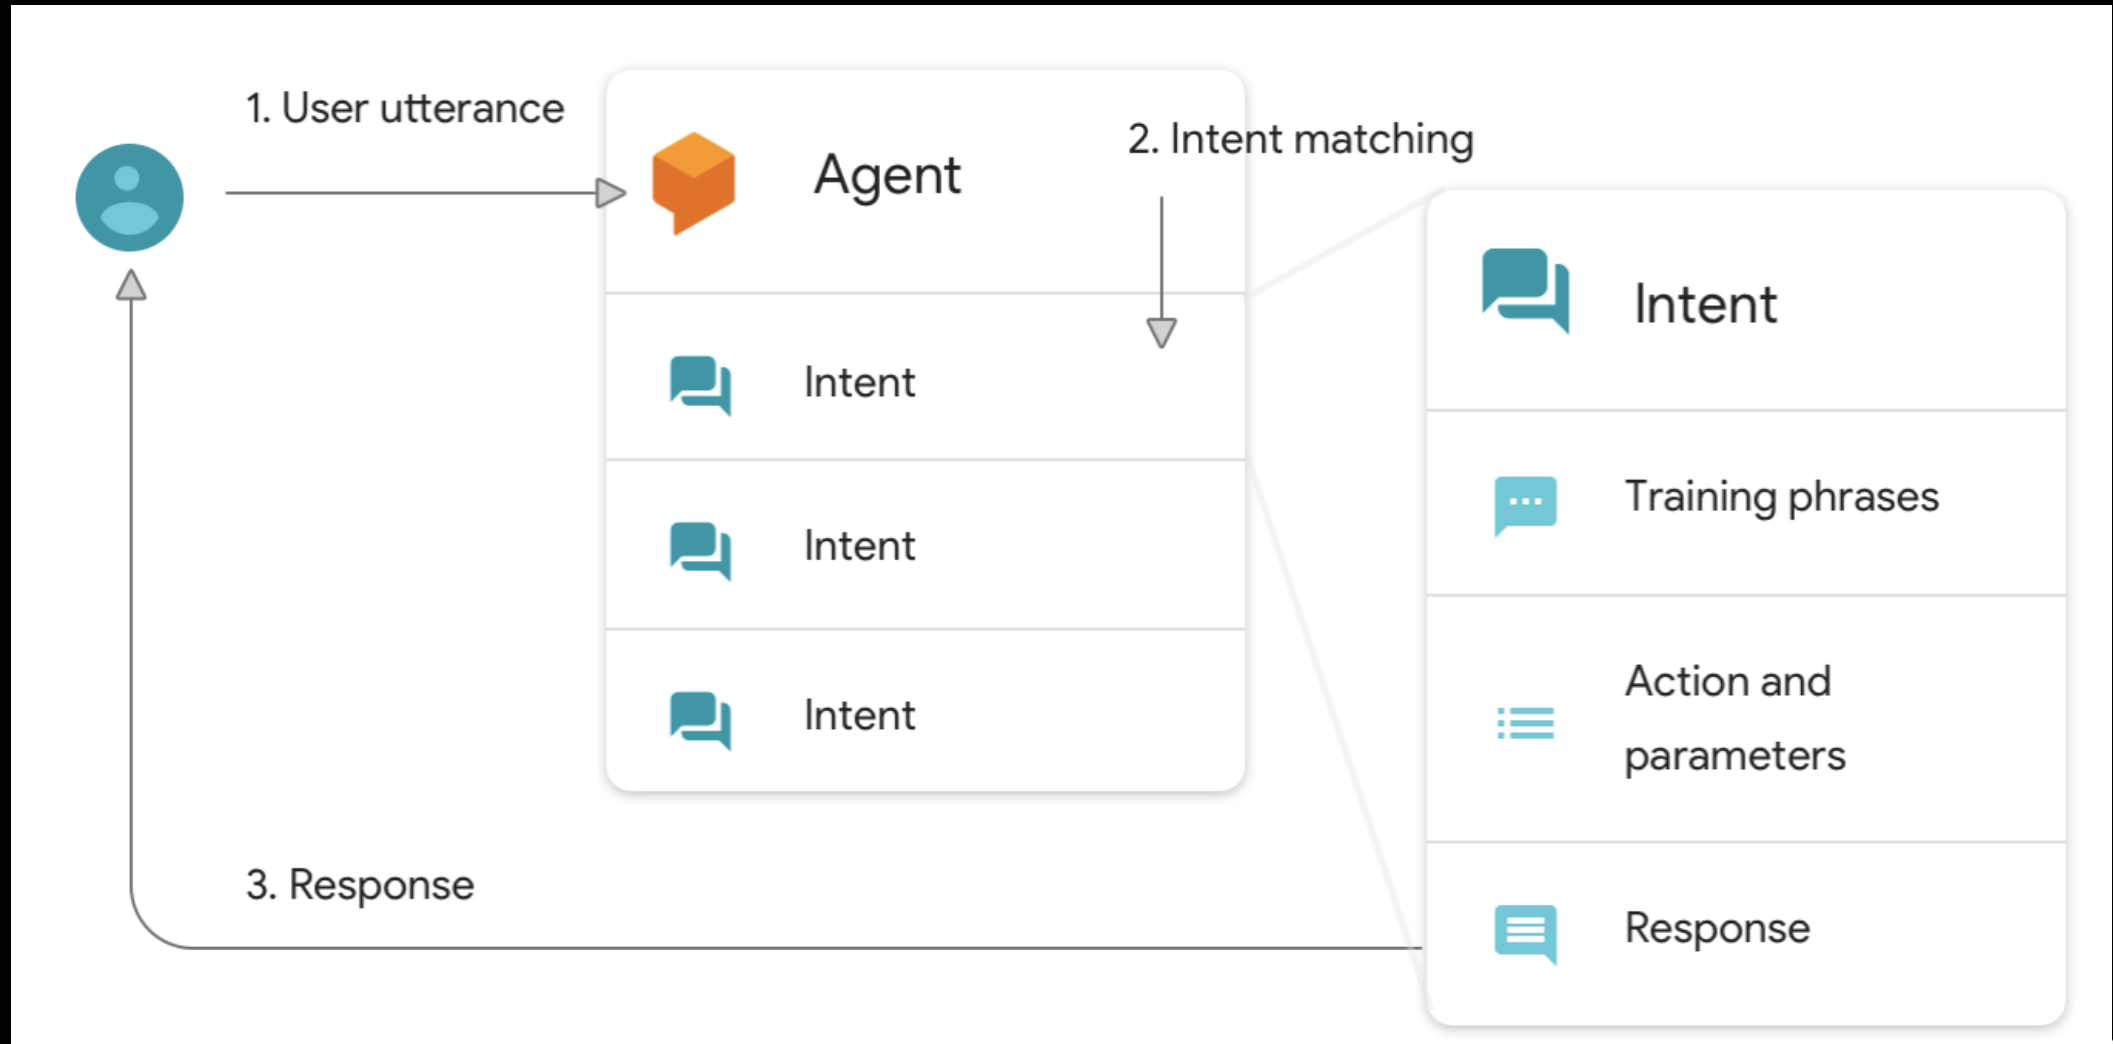 1. User utterance
Agent
2. Intent matching
Intent
Intent
Intent
Intent
Training phrases
Action and
parameters
Response
3. Response